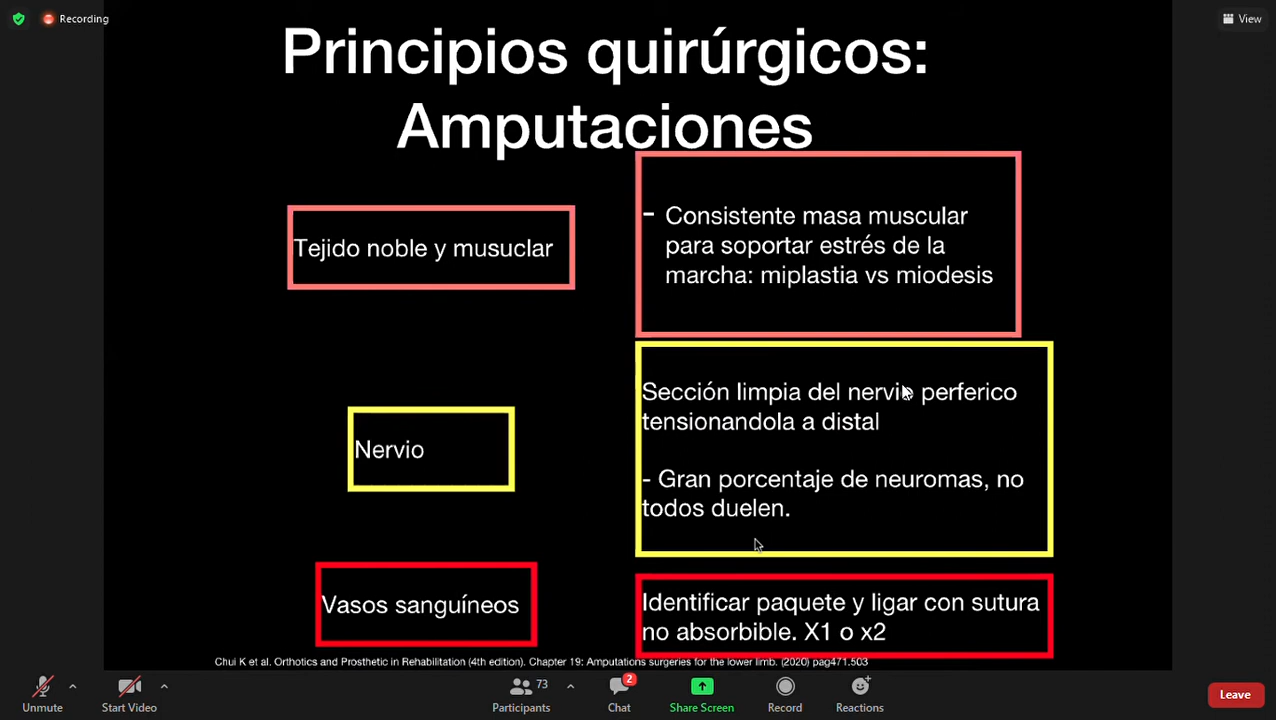 Recording
View
Principios quirúrgicos:
Amputaciones
Tejido noble y musuclar
- Consistente masa muscular
para soportar estrés de la
marcha: miplastia vs miodesis
Nervio
Sección limpia del nervio perferico
tensionandola a distal
- Gran porcentaje de neuromas, no
todos duelen.
Vasos sanguíneos
Identificar paquete y ligar con sutura
no absorbible. X1 o x2
Chui K et al. Orthotics and Prosthetic in Rehabilitation (4th edition). Chapter 19: Amputations surgeries for the lower limb. (2020) pag471.503
Unmute
Start Video
73
Participants
2
Chat
Share Screen
Record
Reactions
Leave